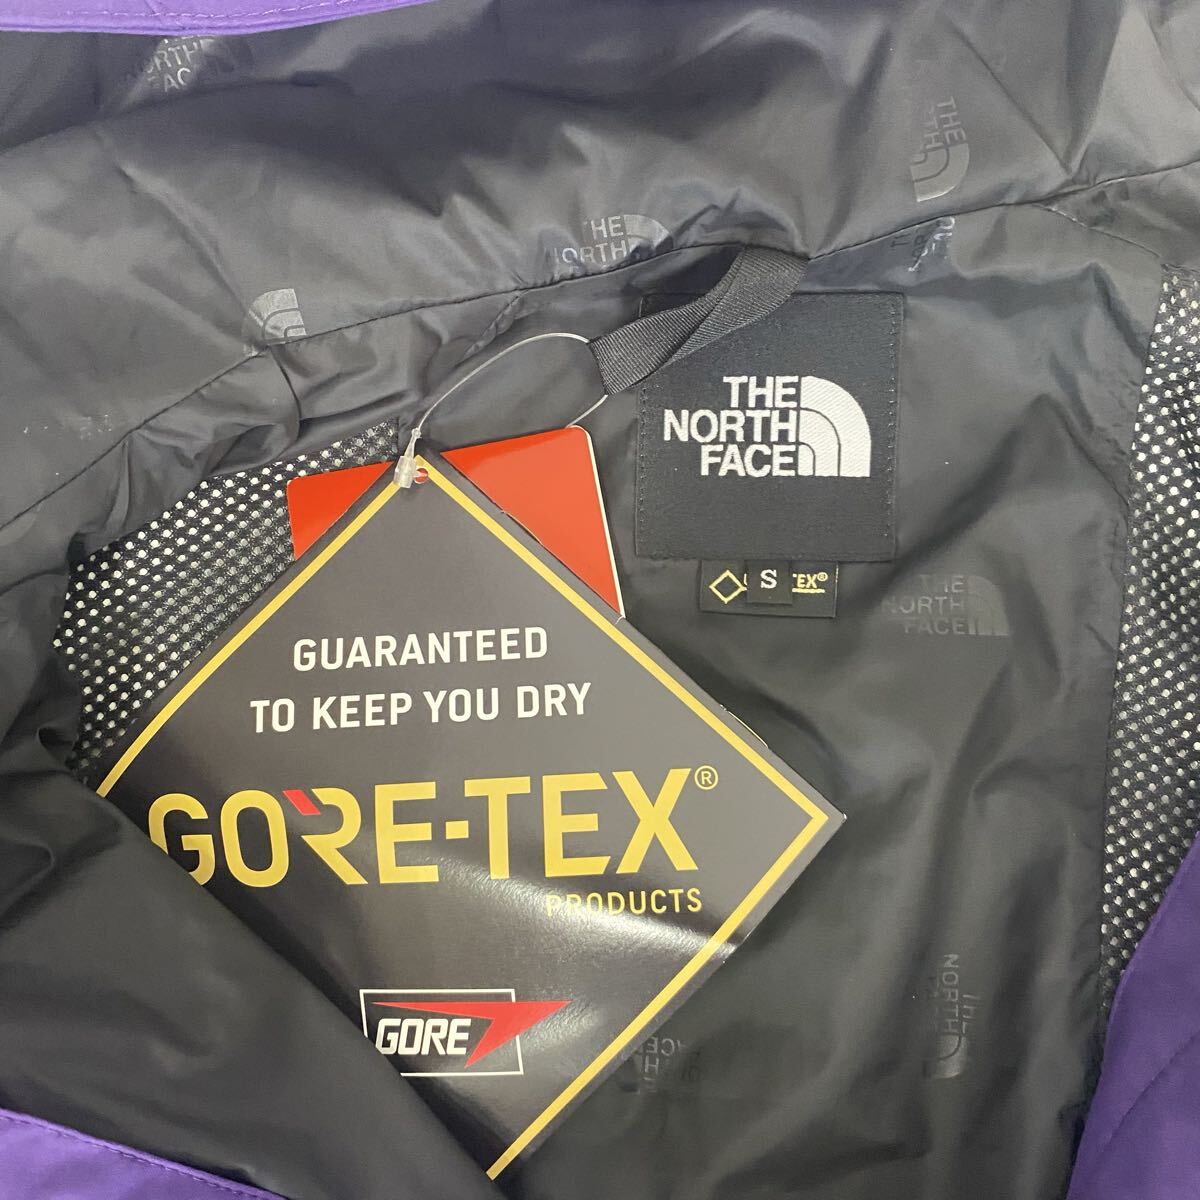 NORTH
FACE
THE
THE
NORTH
THE
NORTH
FACE
S
TEX®
THE
NORTH
FACE
GUARANTEED
TO KEEP YOU DRY
GORE-TEX®
PRODUCTS
GORE
THE
NORTH
FACE